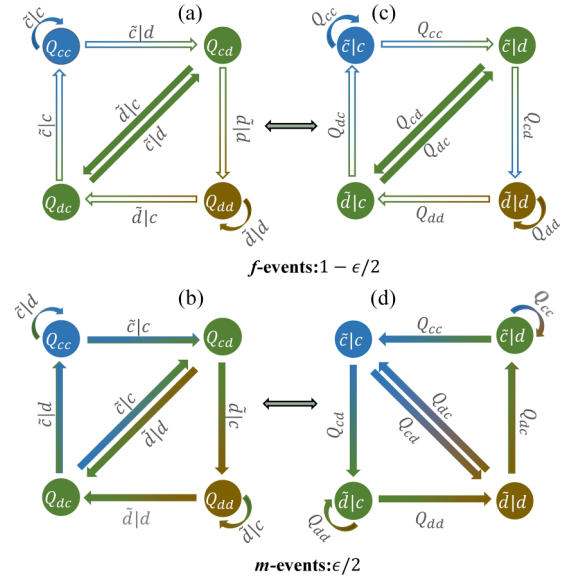 (a)
c̃|c
Q_cc
c̃|d
Q_cd
c̃|c
d̃|c
c̃|d
d̃|d
Q_dc
d̃|c
Q_dd
d̃|d
(c)
Q_cc
c̃|c
Q_cc
c̃|d
Q_dc
Q_cd
Q_dc
Q_cd
d̃|c
Q_dd
d̃|d
Q_dd
f-events:1 − ϵ/2
(b)
c̃|d
Q_cc
c̃|c
Q_cd
c̃|d
c̃|c
d̃|d
d̃|c
Q_dc
d̃|d
Q_dd
d̃|c
(d)
Q_cc
c̃|c
Q_cc
c̃|d
Q_cd
Q_dc
Q_cd
Q_dc
d̃|c
Q_dd
Q_dd
d̃|d
m-events:ϵ/2